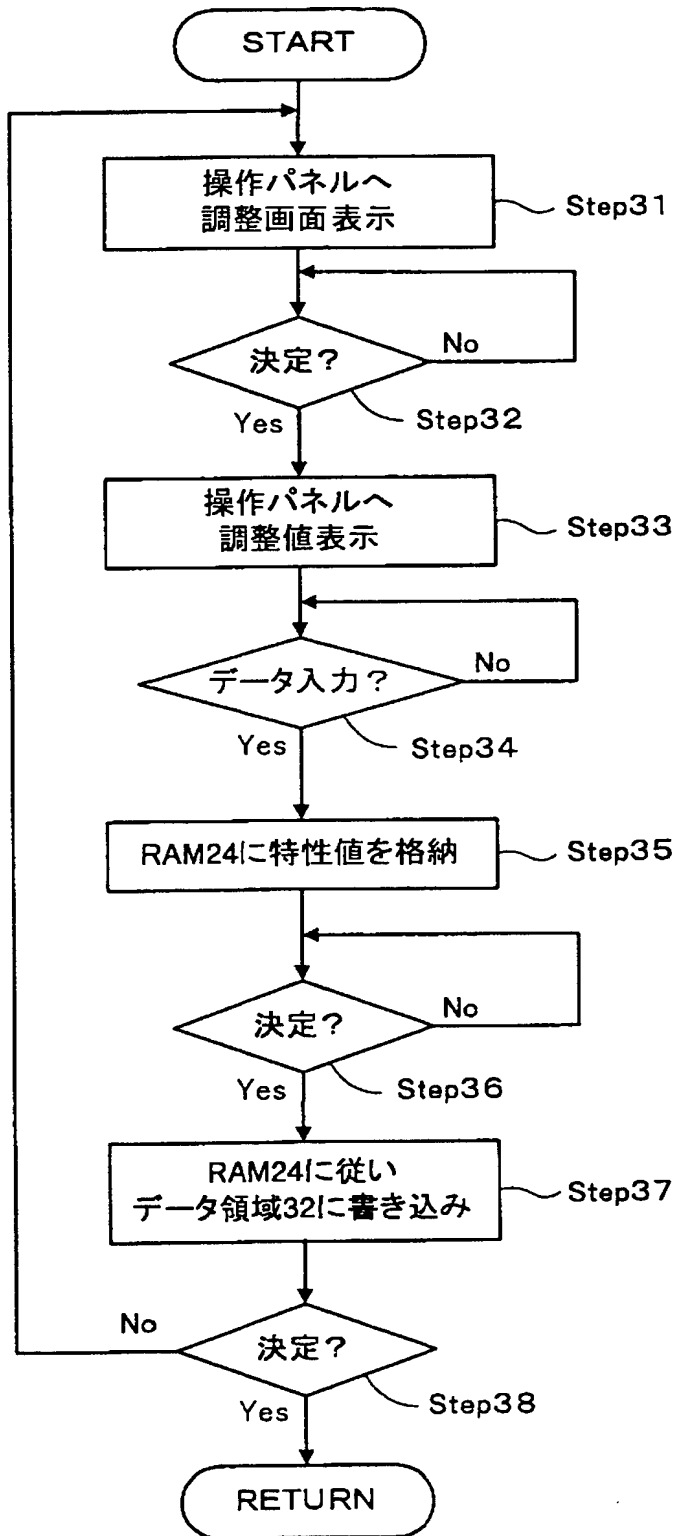 START
操作パネルへ
調整画面表示
Step31
決定?
No
Step32
Yes
操作パネルへ
調整値表示
Step33
データ入力?
No
Yes
Step34
RAM24に特性値を格納
Step35
決定?
No
Yes
Step36
RAM24に従い
データ領域32に書き込み
Step37
No
決定?
Yes
Step38
RETURN